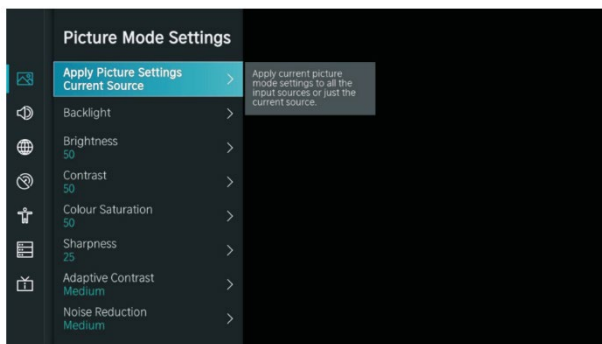 Picture Mode Settings
Apply Picture Settings
Current Source
Apply current picture
mode settings to all the
input sources or just the
current source.
Backlight
Brightness
50
Contrast
50
Colour Saturation
50
Sharpness
25
Adaptive Contrast
Medium
Noise Reduction
Medium